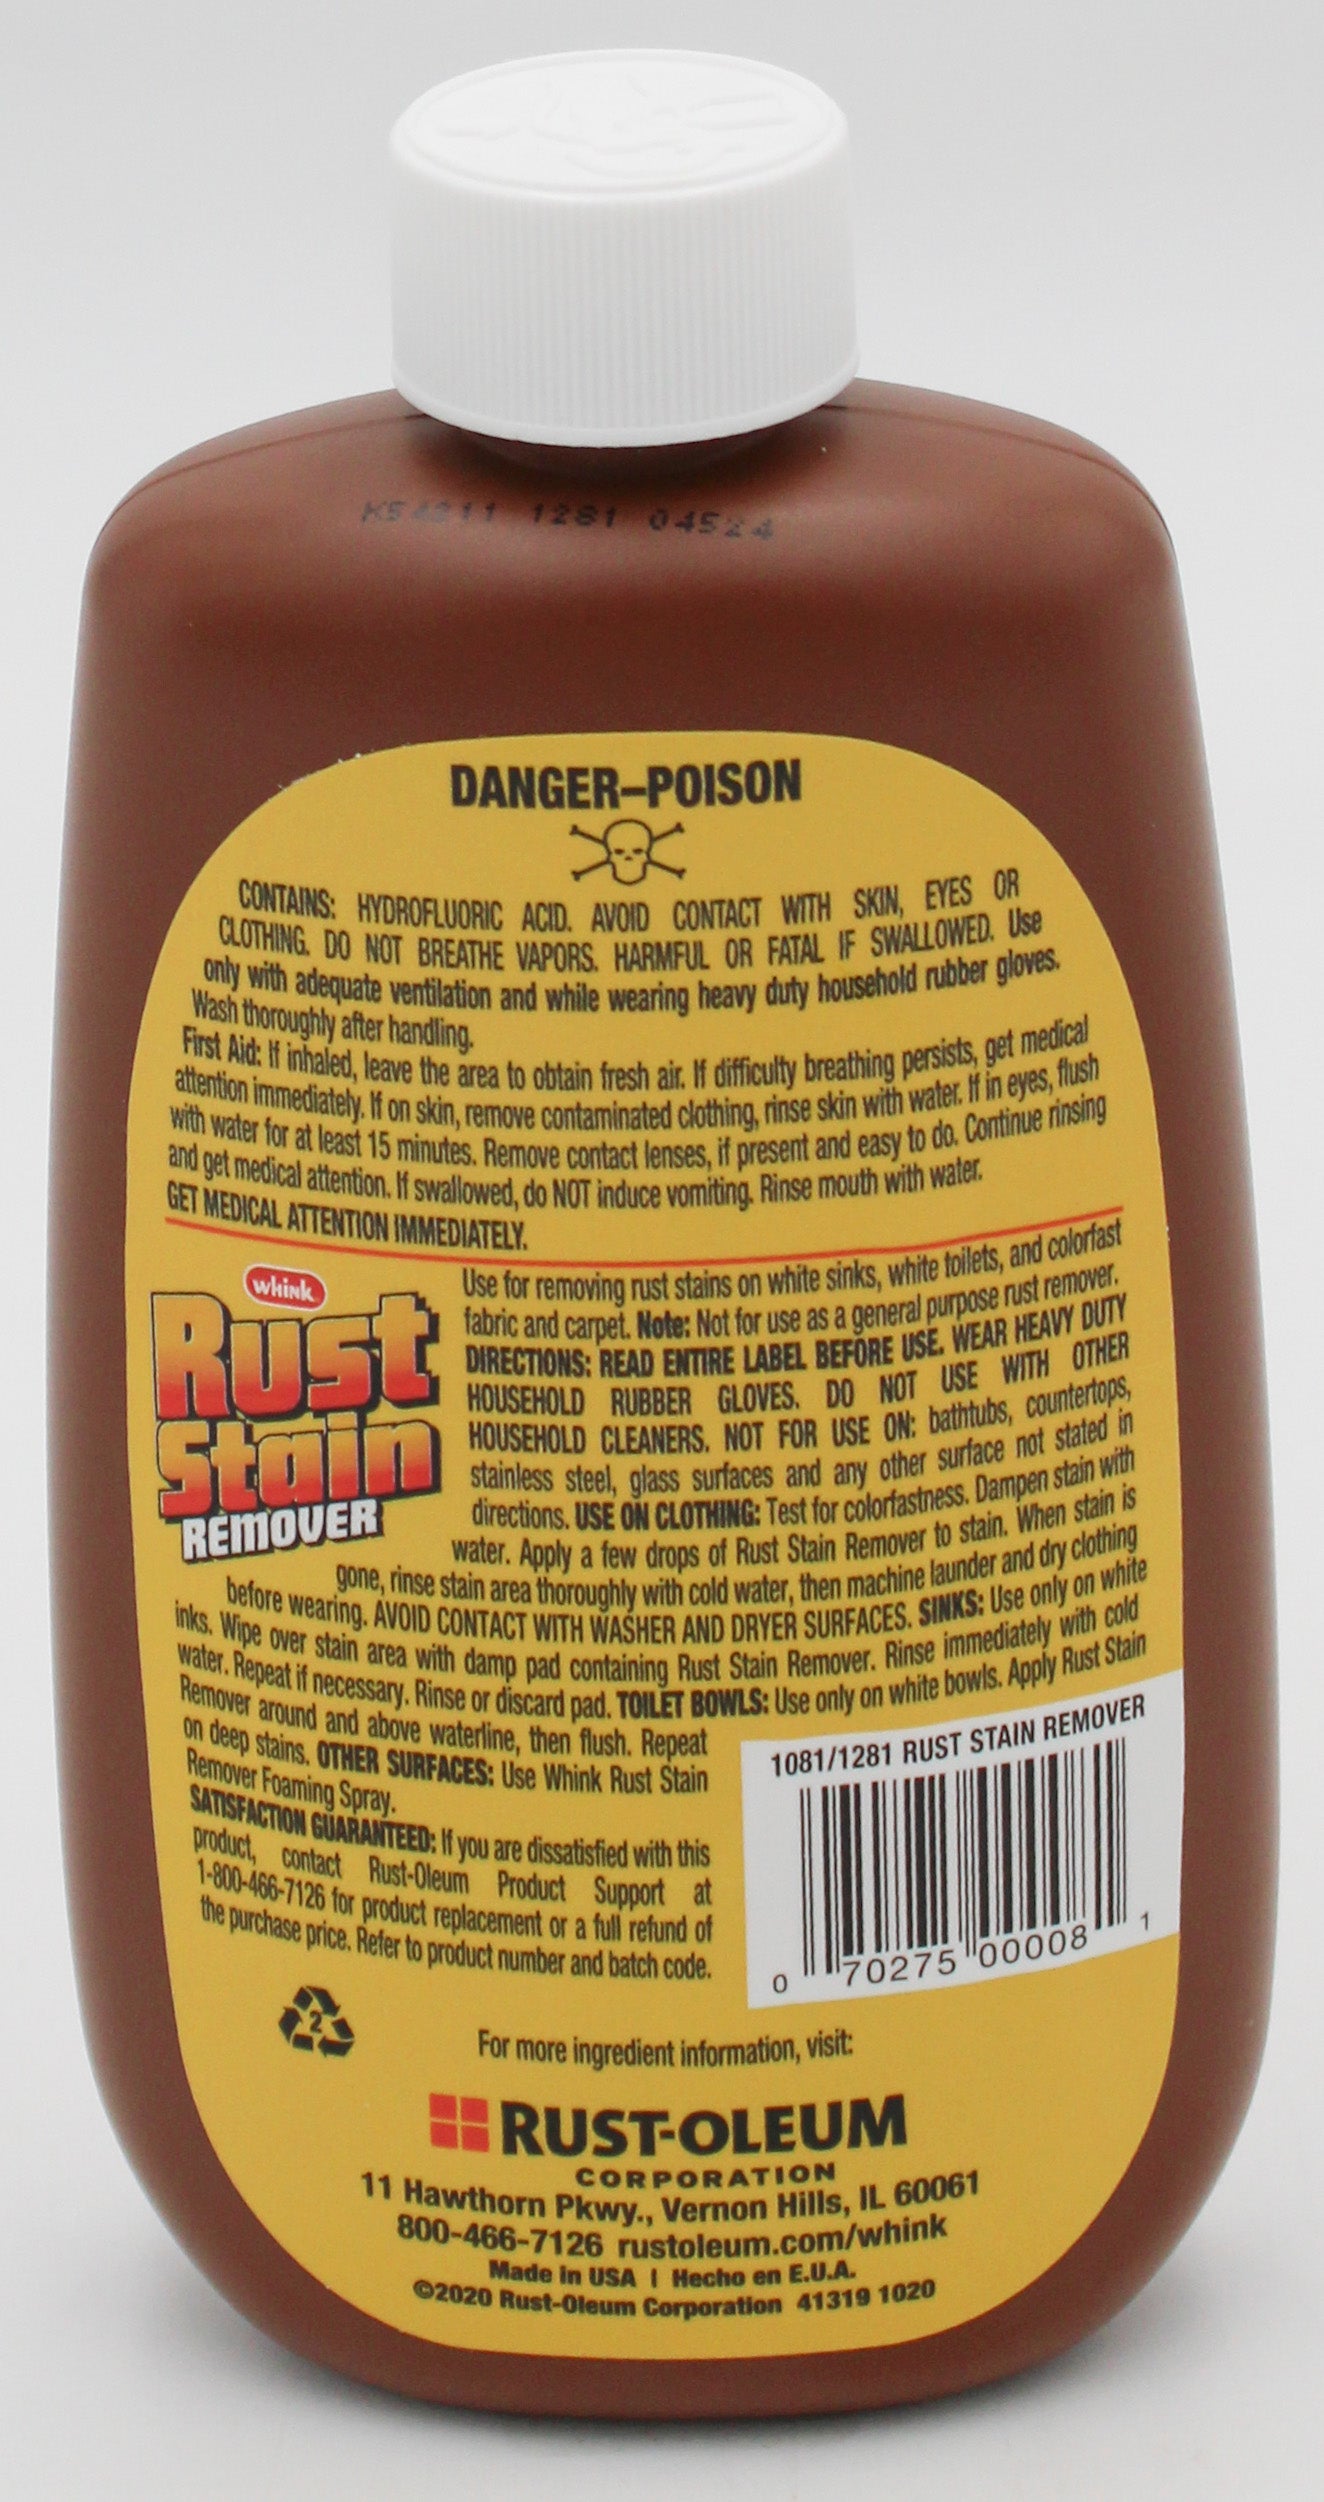 K54211 1281 04524
DANGER–POISON
CONTAINS: HYDROFLUORIC ACID. AVOID CONTACT WITH SKIN, EYES OR
CLOTHING. DO NOT BREATHE VAPORS. HARMFUL OR FATAL IF SWALLOWED. Use
only with adequate ventilation and while wearing heavy duty household rubber gloves.
Wash thoroughly after handling.
First Aid: If inhaled, leave the area to obtain fresh air. If difficulty breathing persists, get medical
attention immediately. If on skin, remove contaminated clothing, rinse skin with water. If in eyes, flush
with water for at least 15 minutes. Remove contact lenses, if present and easy to do. Continue rinsing
and get medical attention. If swallowed, do NOT induce vomiting. Rinse mouth with water.
GET MEDICAL ATTENTION IMMEDIATELY.
whink
Rust
Stain
REMOVER
Use for removing rust stains on white sinks, white toilets, and colorfast
fabric and carpet. Note: Not for use as a general purpose rust remover.
DIRECTIONS: READ ENTIRE LABEL BEFORE USE. WEAR HEAVY DUTY
HOUSEHOLD RUBBER GLOVES. DO NOT USE WITH OTHER
HOUSEHOLD CLEANERS. NOT FOR USE ON: bathtubs, countertops,
stainless steel, glass surfaces and any other surface not stated in
directions. USE ON CLOTHING: Test for colorfastness. Dampen stain with
water. Apply a few drops of Rust Stain Remover to stain. When stain is
gone, rinse stain area thoroughly with cold water, then machine launder and dry clothing
before wearing. AVOID CONTACT WITH WASHER AND DRYER SURFACES. SINKS: Use only on white
inks. Wipe over stain area with damp pad containing Rust Stain Remover. Rinse immediately with cold
water. Repeat if necessary. Rinse or discard pad. TOILET BOWLS: Use only on white bowls. Apply Rust Stain
Remover around and above waterline, then flush. Repeat
on deep stains. OTHER SURFACES: Use Whink Rust Stain
Remover Foaming Spray.
SATISFACTION GUARANTEED: If you are dissatisfied with this
product, contact Rust-Oleum Product Support at
1-800-466-7126 for product replacement or a full refund of
the purchase price. Refer to product number and batch code.
1081/1281 RUST STAIN REMOVER
0 70275 00008 1
2
For more ingredient information, visit:
RUST-OLEUM
CORPORATION
11 Hawthorn Pkwy., Vernon Hills, IL 60061
800-466-7126 rustoleum.com/whink
Made in USA | Hecho en E.U.A.
©2020 Rust-Oleum Corporation 41319 1020